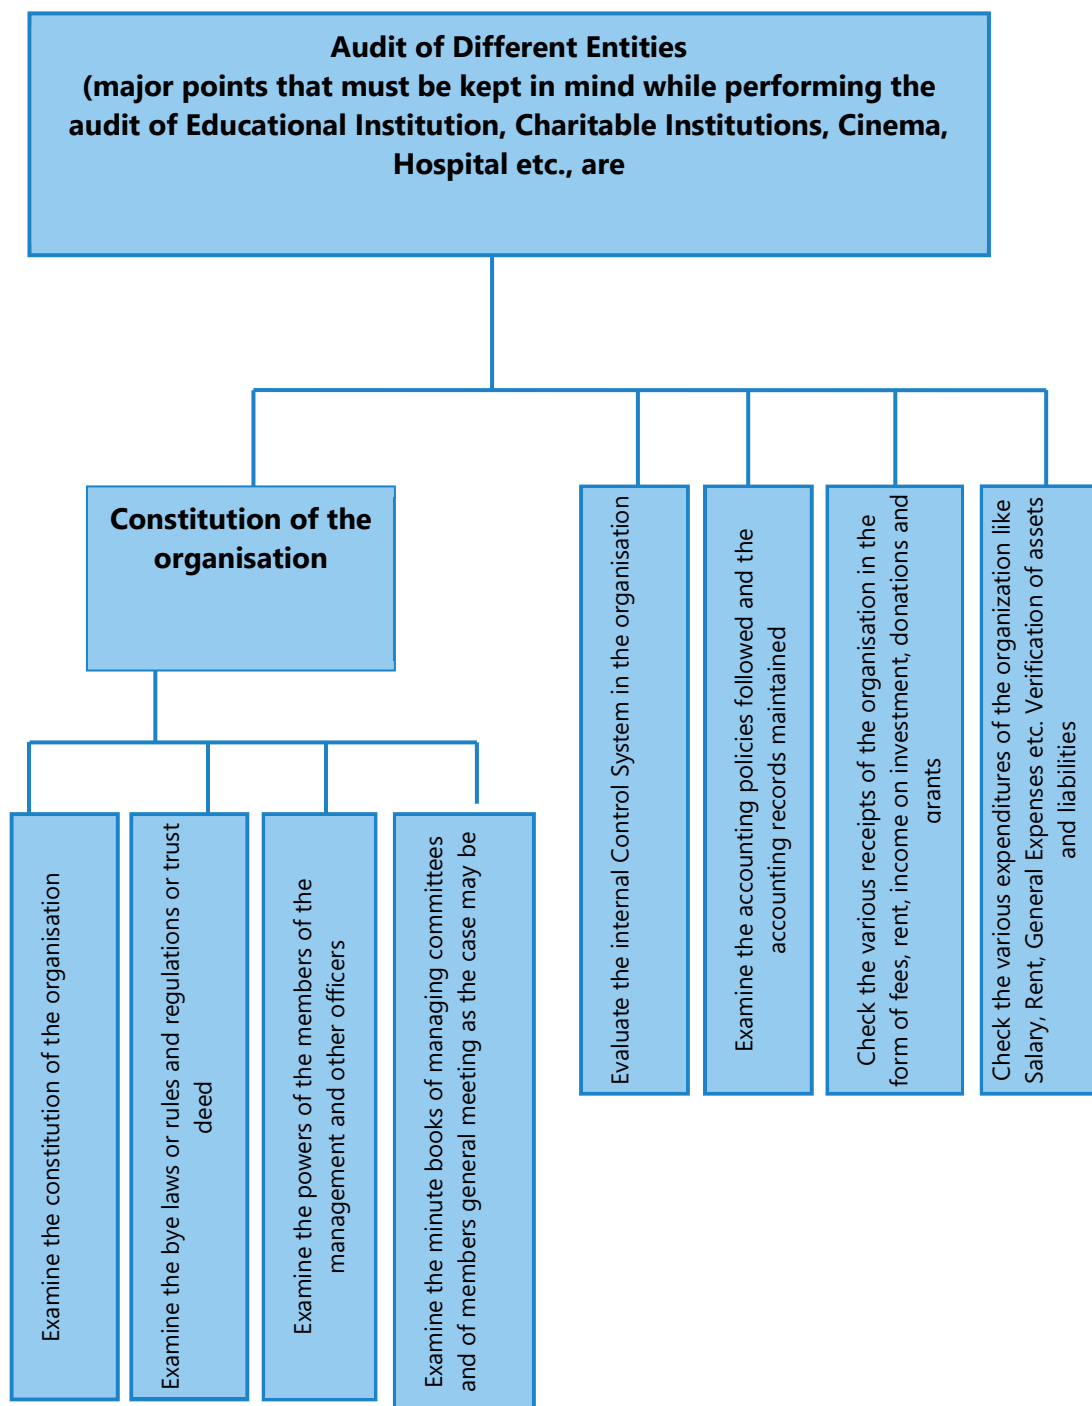 Audit of Different Entities
(major points that must be kept in mind while performing the
audit of Educational Institution, Charitable Institutions, Cinema,
Hospital etc., are
Constitution of the
organisation
Evaluate the internal Control System in the organisation
Examine the accounting policies followed and the
accounting records maintained
Check the various receipts of the organisation in the
form of fees, rent, income on investment, donations and
grants
Check the various expenditures of the organization like
Salary, Rent, General Expenses etc. Verification of assets
and liabilities
Examine the constitution of the organisation
Examine the bye laws or rules and regulations or trust
deed
Examine the powers of the members of the
management and other officers
Examine the minute books of managing committees
and of members general meeting as the case may be